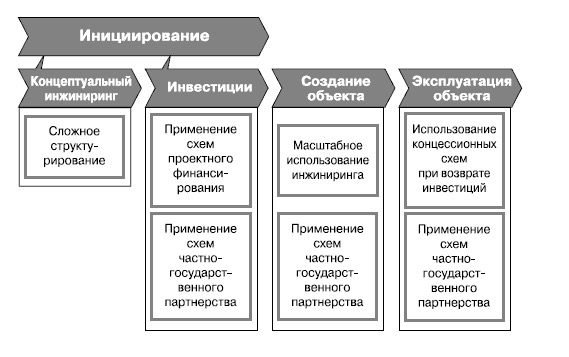 Инициирование
Концептуальный
инжиниринг
Инвестиции
Создание
объекта
Эксплуатация
объекта
Сложное
структу-
рирование
Применение
схем
проектного
финанси-
рования
Применение
схем
частно-
государст-
венного
партнерства
Масштабное
использование
инжиниринга
Применение
схем
частно-
государст-
венного
партнерства
Использование
концессионных
схем
при возврате
инвестиций
Применение
схем
частно-
государст-
венного
партнерства